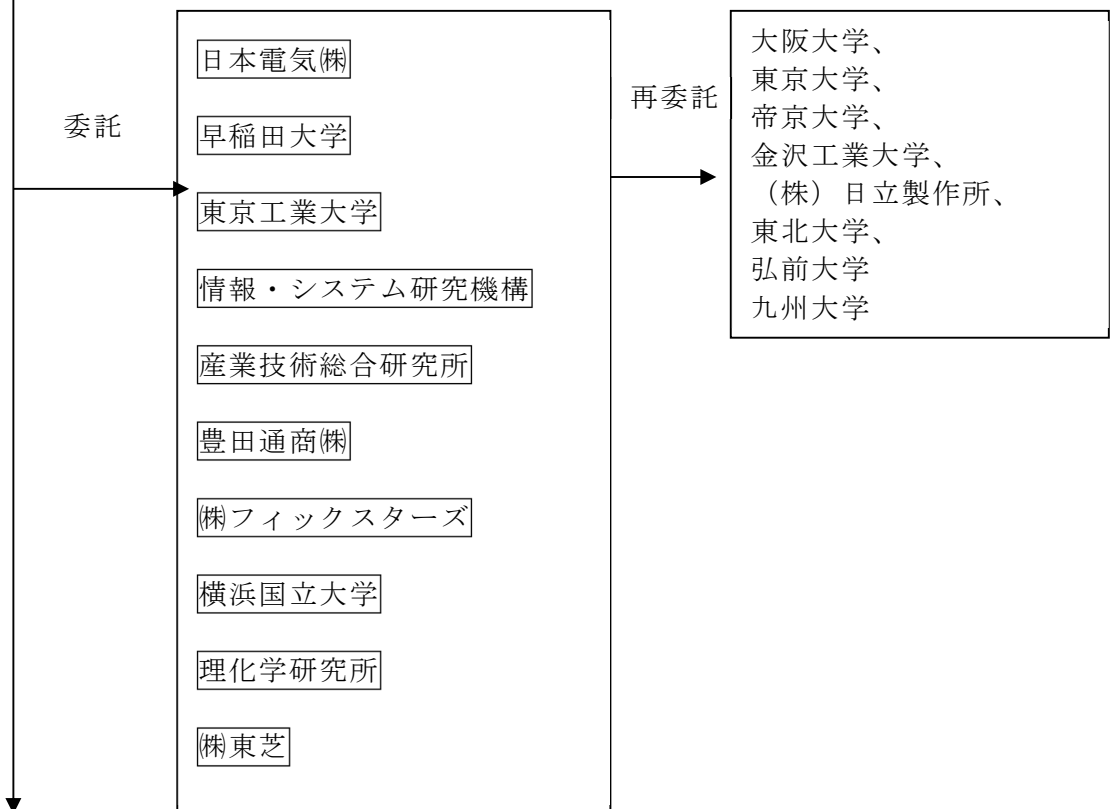 委託
日本電気㈱
早稲田大学
東京工業大学
情報・システム研究機構
産業技術総合研究所
豊田通商㈱
㈱フィックスターズ
横浜国立大学
理化学研究所
㈱東芝
再委託
大阪大学、
東京大学、
帝京大学、
金沢工業大学、
（株）日立製作所、
東北大学、
弘前大学
九州大学